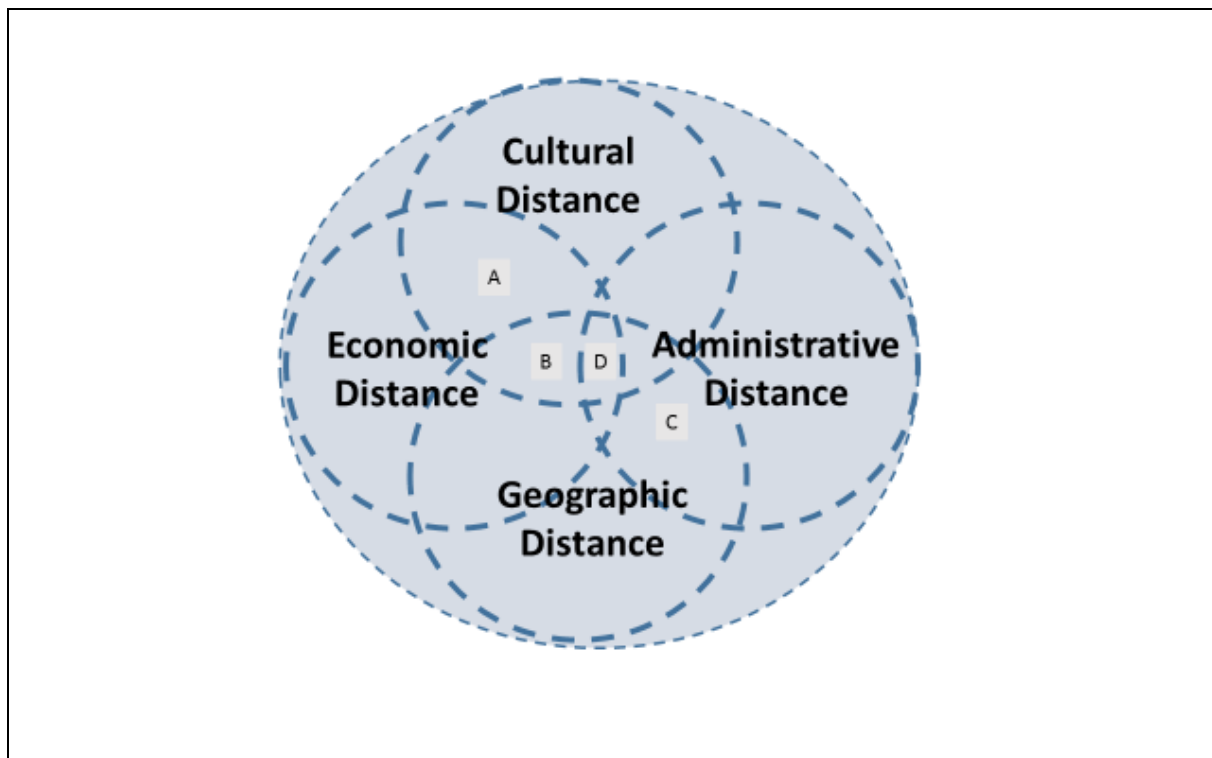 Cultural
Distance
A
Economic
Distance
B
D
Administrative
Distance
C
Geographic
Distance